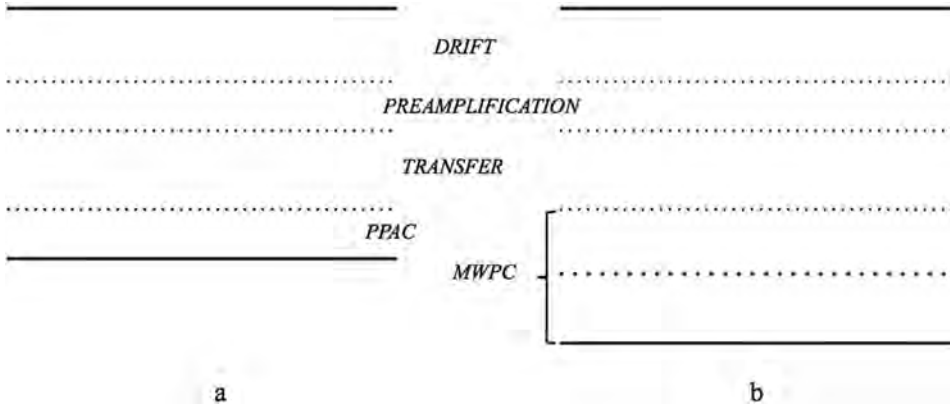 DRIFT
PREAMPLIFICATION
TRANSFER
PPAC
MWPC
a
b